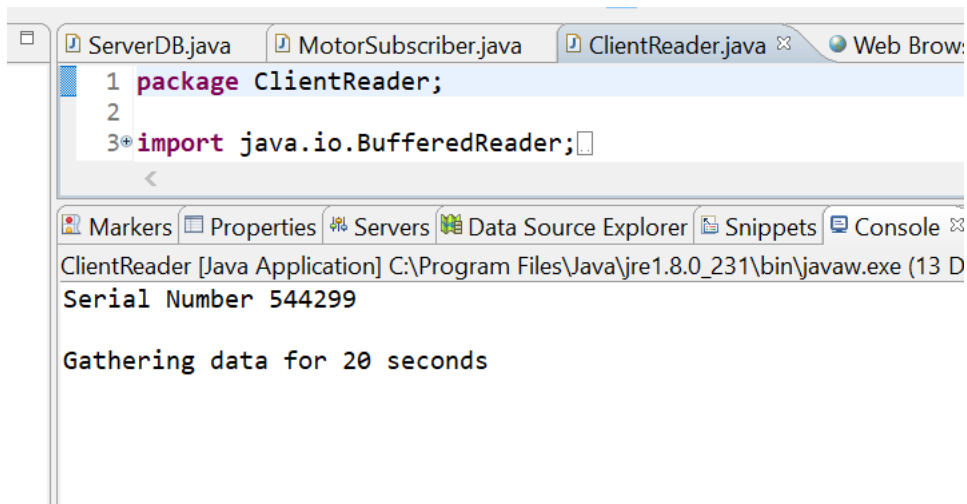 ServerDB.java MotorSubscriber.java ClientReader.java Web Brows
1 package ClientReader;
2
3 import java.io.BufferedReader;
Markers Properties Servers Data Source Explorer Snippets Console
ClientReader [Java Application] C:\Program Files\Java\jre1.8.0_231\bin\javaw.exe (13 D
Serial Number 544299
Gathering data for 20 seconds